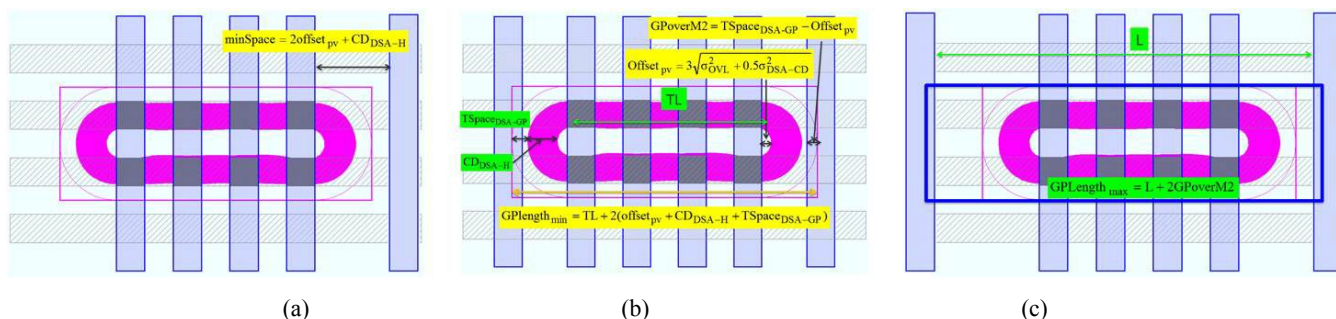 minSpace = 2offset_pv + CD_DSA−H
(a)
GPoverM2 = TSpace_DSA-GP − Offset_pv
Offset_pv = 3√(σ²_OVL + 0.5σ²_DSA−CD)
TL
TSpace_DSA-GP
CD_DSA−H
GPlength_min = TL + 2(offset_pv + CD_DSA−H + TSpace_DSA−GP)
(b)
L
GPLength_max = L + 2GPoverM2
(c)